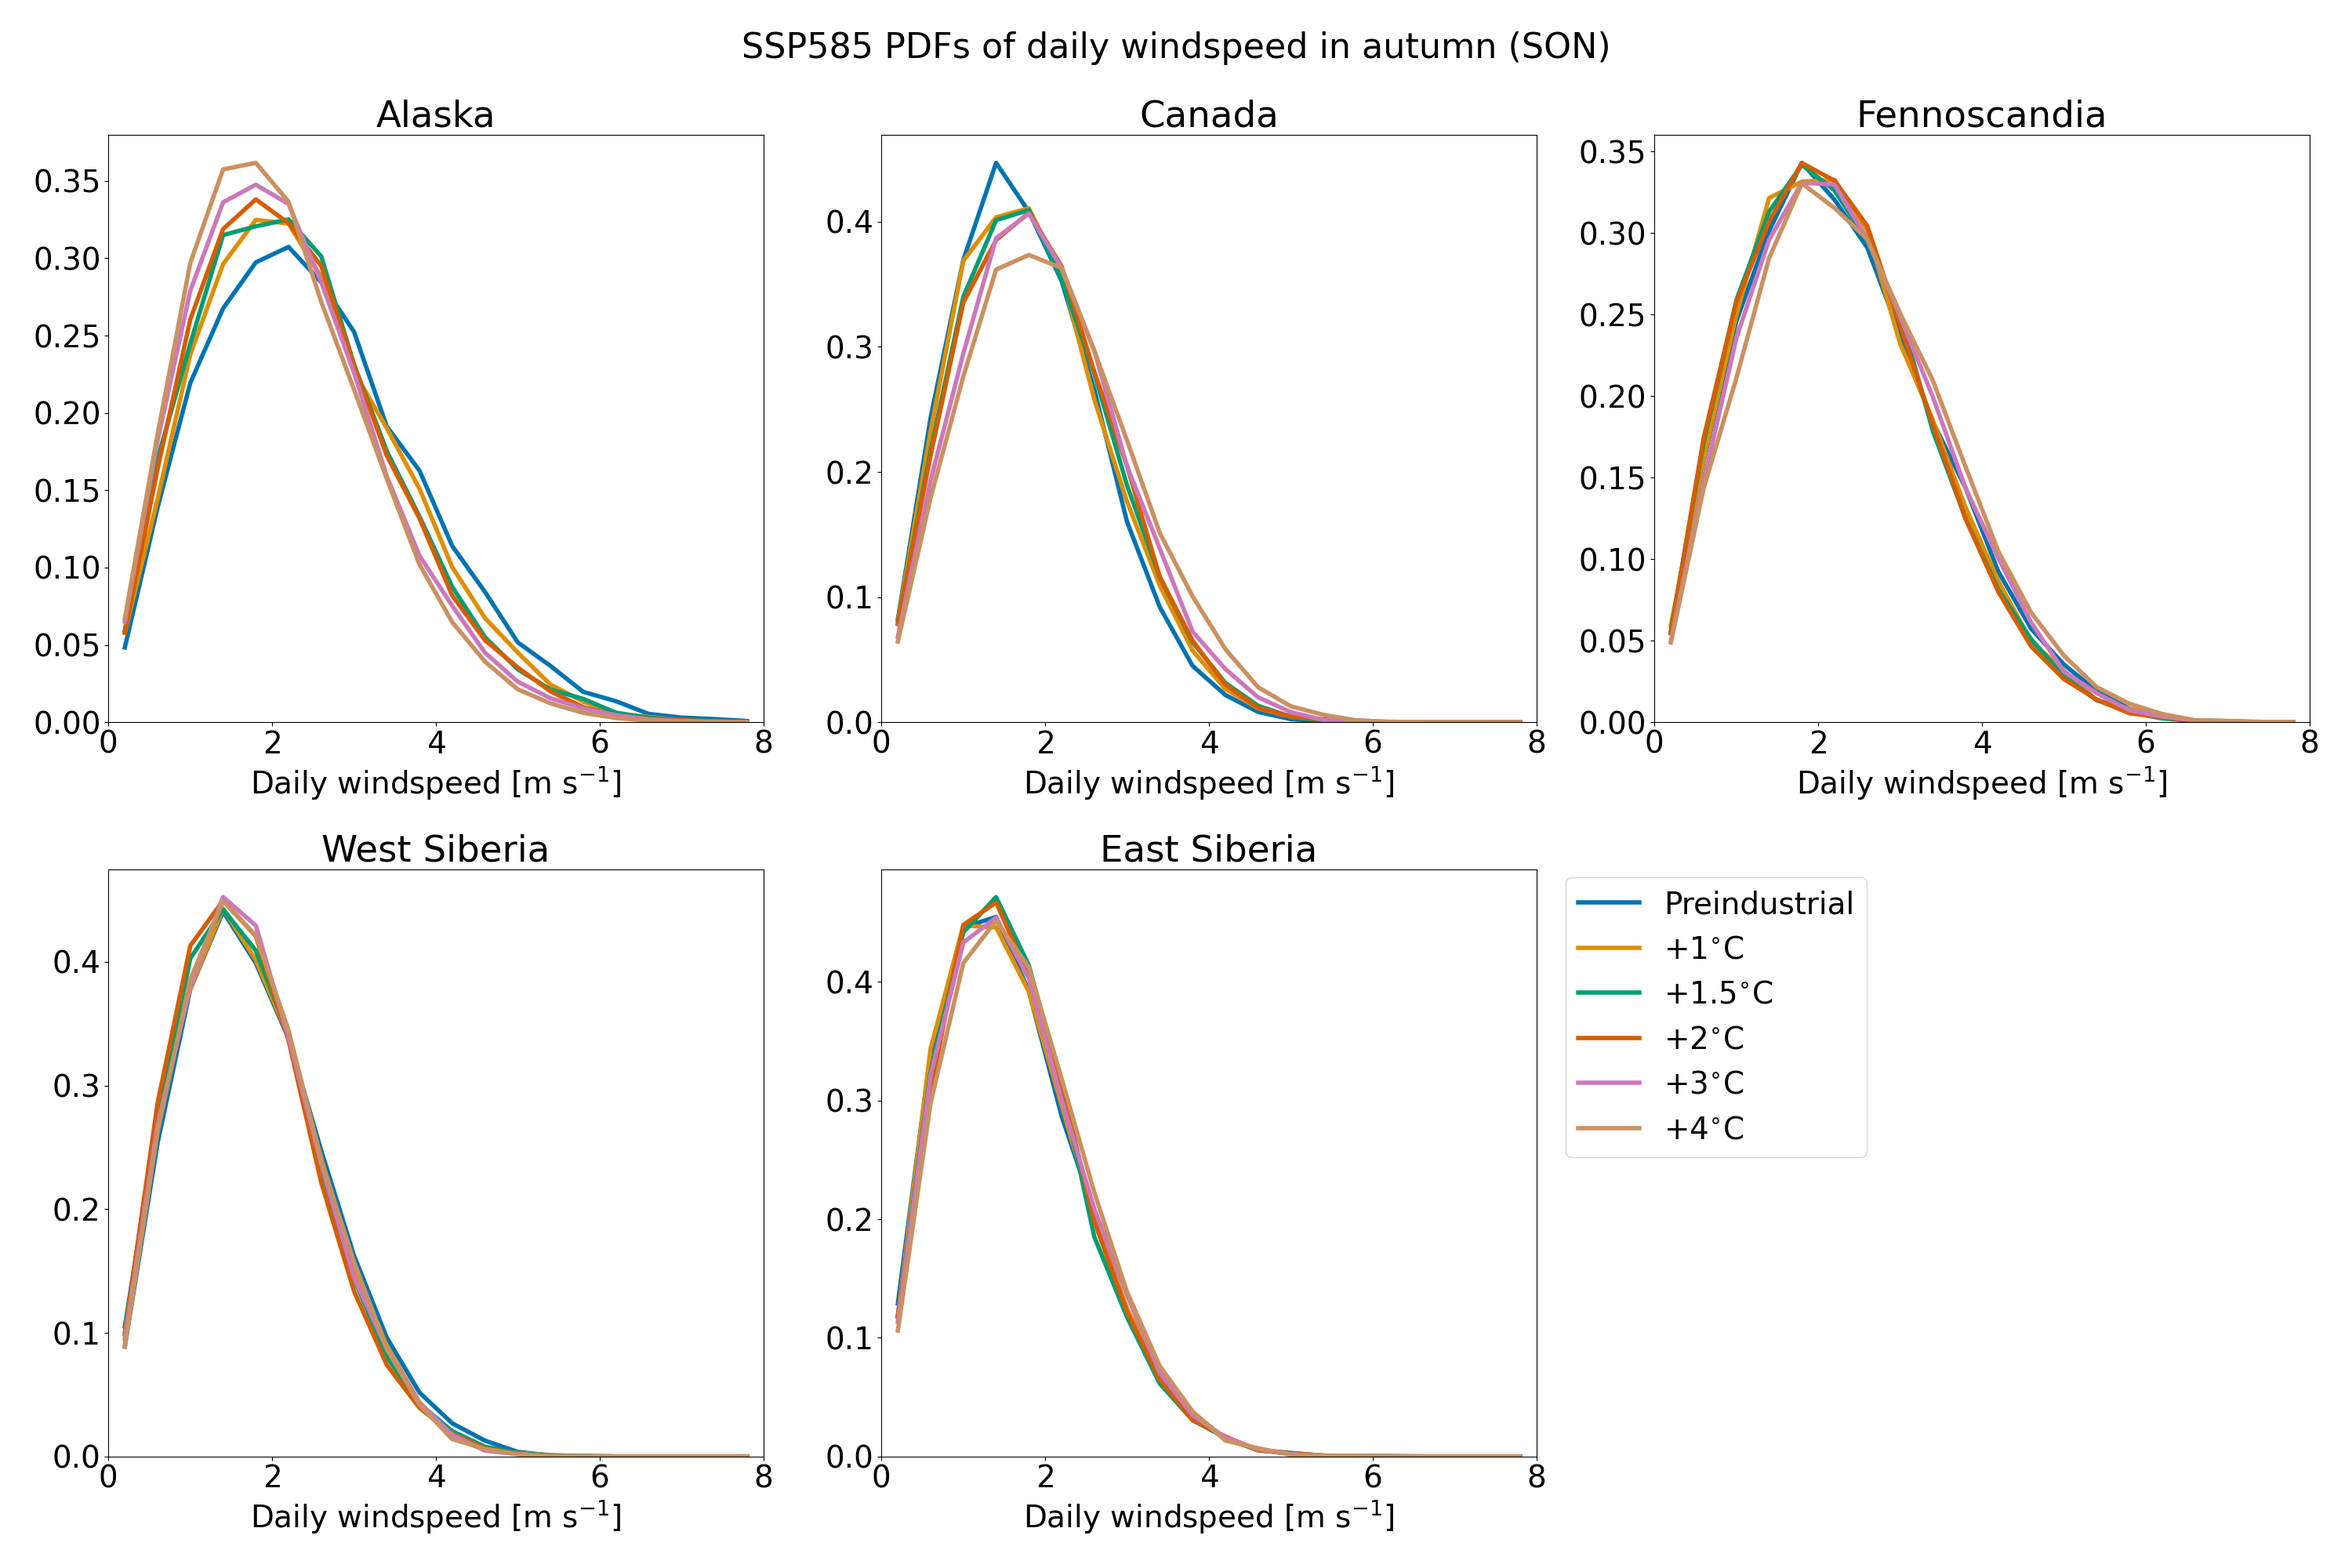 SSP585 PDFs of daily windspeed in autumn (SON)
Alaska
0.35
0.30
0.25
0.20
0.15
0.10
0.05
0.00
0 2 4 6 8
Daily windspeed [m s⁻¹]
Canada
0.4
0.3
0.2
0.1
0.0
0 2 4 6 8
Daily windspeed [m s⁻¹]
Fennoscandia
0.35
0.30
0.25
0.20
0.15
0.10
0.05
0.00
0 2 4 6 8
Daily windspeed [m s⁻¹]
West Siberia
0.4
0.3
0.2
0.1
0.0
0 2 4 6 8
Daily windspeed [m s⁻¹]
East Siberia
0.4
0.3
0.2
0.1
0.0
0 2 4 6 8
Daily windspeed [m s⁻¹]
Preindustrial
+1°C
+1.5°C
+2°C
+3°C
+4°C